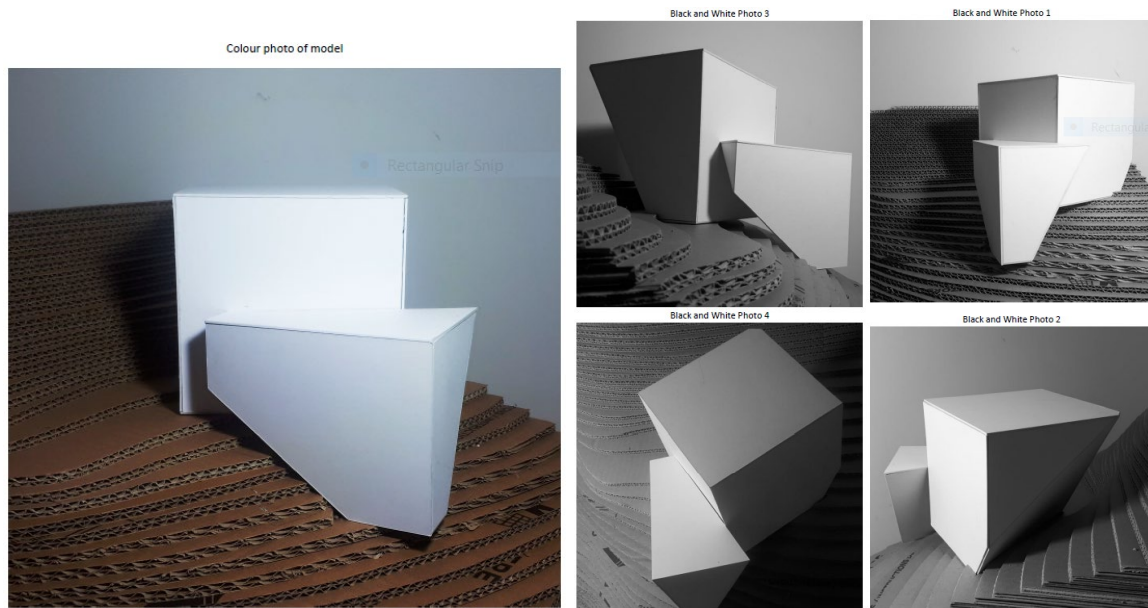 Black and White Photo 3
Black and White Photo 1
Colour photo of model
Rectangular Snip
Rectangular
Black and White Photo 4
Black and White Photo 2